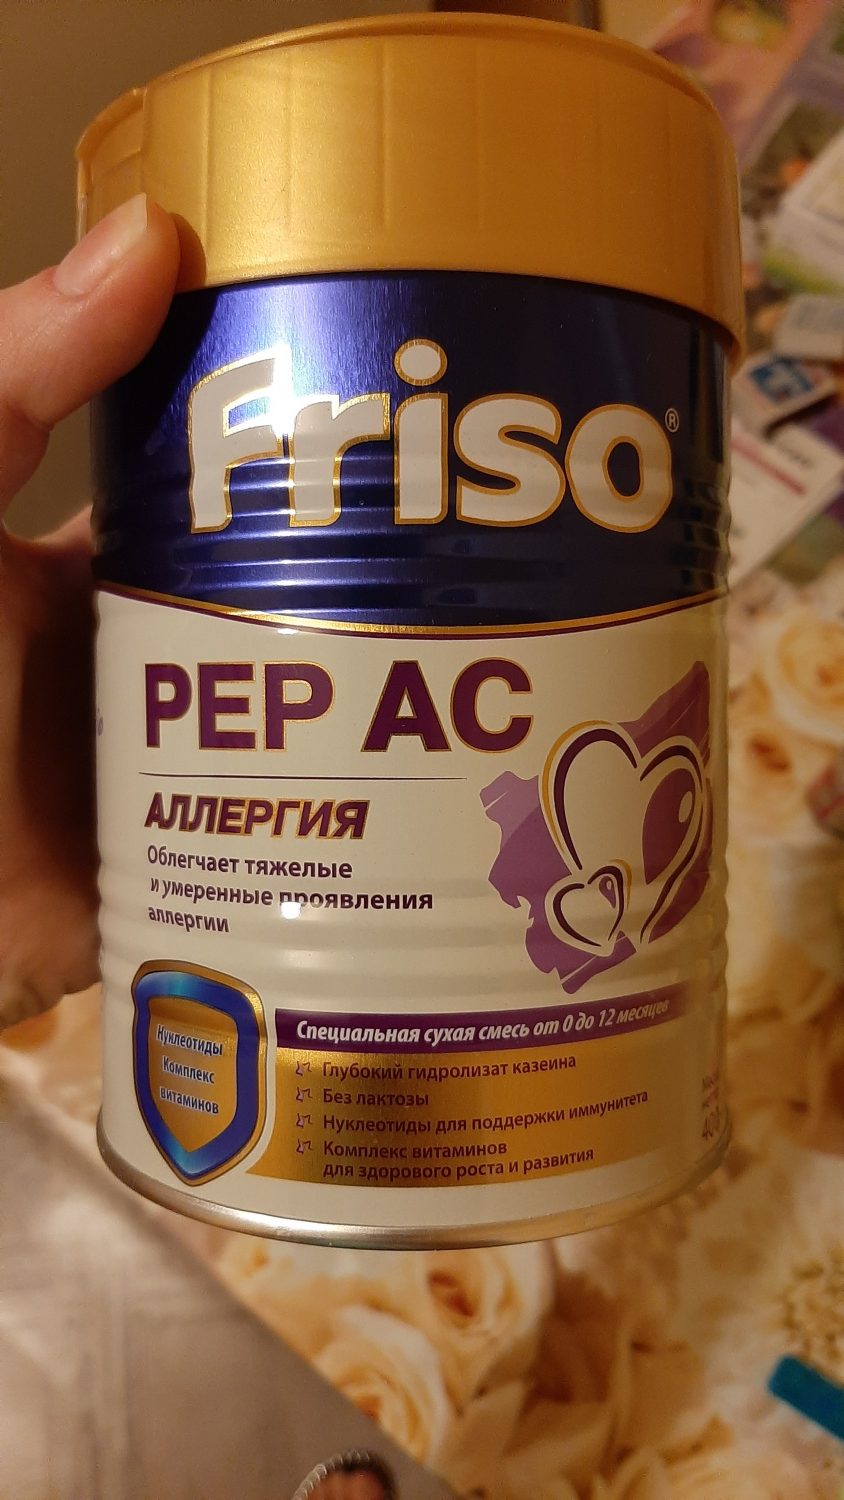 Friso®
PEP AC
АЛЛЕРГИЯ
Облегчает тяжелые
и умеренные проявления
аллергии
Нуклеотиды
Комплекс
витаминов
Специальная сухая смесь от 0 до 12 месяцев
Глубокий гидролизат казеина
Без лактозы
Нуклеотиды для поддержки иммунитета
Комплекс витаминов
для здорового роста и развития
400